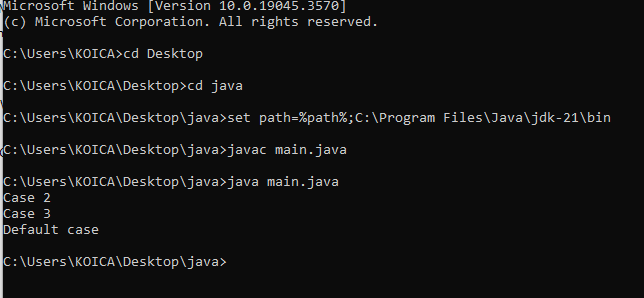 Microsoft Windows [Version 10.0.19045.3570]
(c) Microsoft Corporation. All rights reserved.
C:\Users\KOICA>cd Desktop
C:\Users\KOICA\Desktop>cd java
C:\Users\KOICA\Desktop\java>set path=%path%;C:\Program Files\Java\jdk-21\bin
C:\Users\KOICA\Desktop\java>javac main.java
C:\Users\KOICA\Desktop\java>java main.java
Case 2
Case 3
Default case
C:\Users\KOICA\Desktop\java>